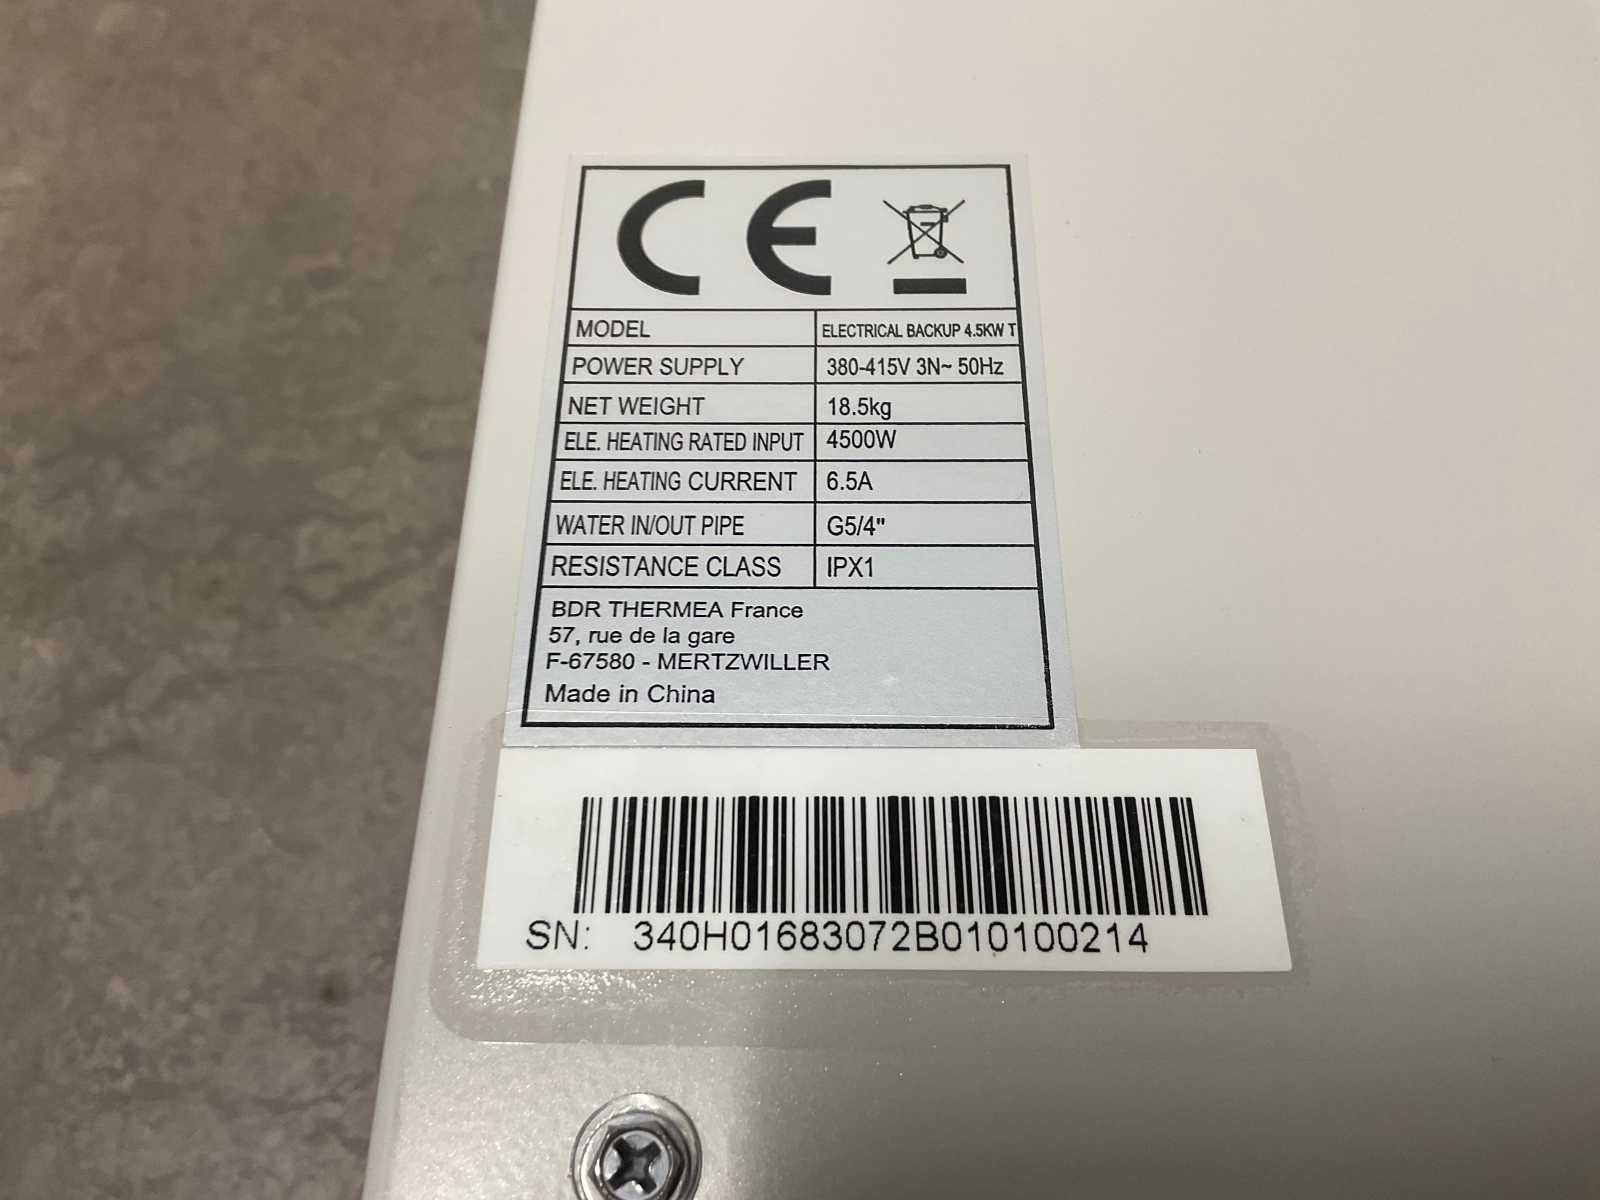 CE
MODEL ELECTRICAL BACKUP 4.5KW T
POWER SUPPLY 380-415V 3N~ 50Hz
NET WEIGHT 18.5kg
ELE. HEATING RATED INPUT 4500W
ELE. HEATING CURRENT 6.5A
WATER IN/OUT PIPE G5/4"
RESISTANCE CLASS IPX1
BDR THERMEA France
57, rue de la gare
F-67580 - MERTZWILLER
Made in China
SN: 340H01683072B010100214